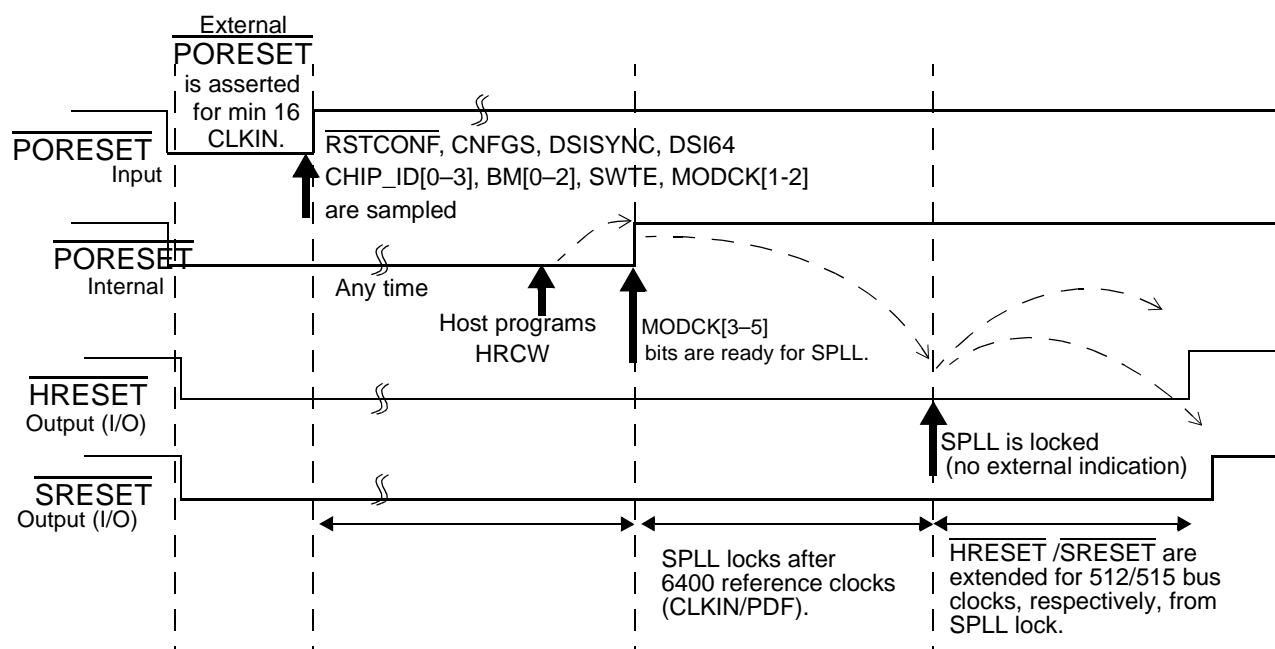 External
PORESET
is asserted
for min 16
CLKIN.
PORESET
Input
RSTCONF, CNFGS, DSISYNC, DSI64
CHIP_ID[0–3], BM[0–2], SWTE, MODCK[1-2]
are sampled
PORESET
Internal
Any time
Host programs
HRCW
MODCK[3–5]
bits are ready for SPLL.
HRESET
Output (I/O)
SPLL is locked
(no external indication)
SRESET
Output (I/O)
SPLL locks after
6400 reference clocks
(CLKIN/PDF).
HRESET /SRESET are
extended for 512/515 bus
clocks, respectively, from
SPLL lock.